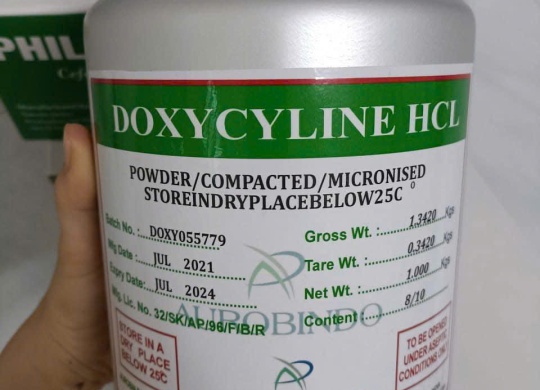 PHIL
DOXYCYLINE HCL
POWDER/COMPACTED/MICRONISED
STOREINDRYPLACEBELOW25C°
Batch No. : DOXY055779
Mfg Date : JUL 2021
Expiry Date: JUL 2024
Mfg. Lic. No. 32/SK/AP/96/F/B/R
Gross Wt. : 1.3420 Kgs
Tare Wt. : 0.3420 Kgs
Net Wt. : 1.000 Kgs
Content : 8/10
AUROBINDO
STORE IN A
DRY PLACE
BELOW 25C
TO BE OPENED
UNDER ASEPTIC
CONDITIONS